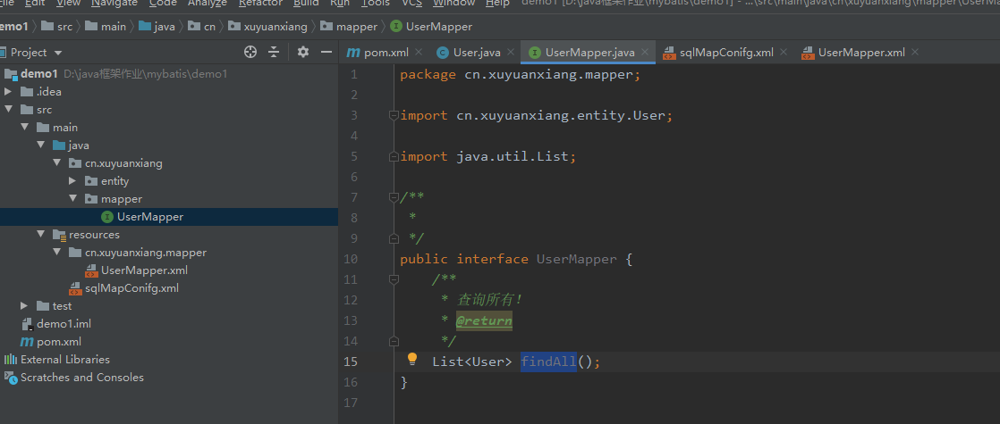 File Edit View Navigate Code Analyze Refactor Build Run Tools VCS Window Help demo1 [D:\java框架作业\mybatis\demo1] - ...\src\main\java\cn\xuyuanxiang\mapper\UserMa
emo1 src main java cn xuyuanxiang mapper UserMapper
Project
pom.xml User.java UserMapper.java sqlMapConifg.xml UserMapper.xml
demo1 D:\java框架作业\mybatis\demo1
.idea
src
main
java
cn.xuyuanxiang
entity
mapper
UserMapper
resources
cn.xuyuanxiang.mapper
UserMapper.xml
sqlMapConifg.xml
test
demo1.iml
pom.xml
External Libraries
Scratches and Consoles
1 package cn.xuyuanxiang.mapper;
2
3 import cn.xuyuanxiang.entity.User;
4
5 import java.util.List;
6
7 /**
8 *
9 */
10 public interface UserMapper {
11 /**
12 * 查询所有!
13 * @return
14 */
15 List<User> findAll();
16 }
17